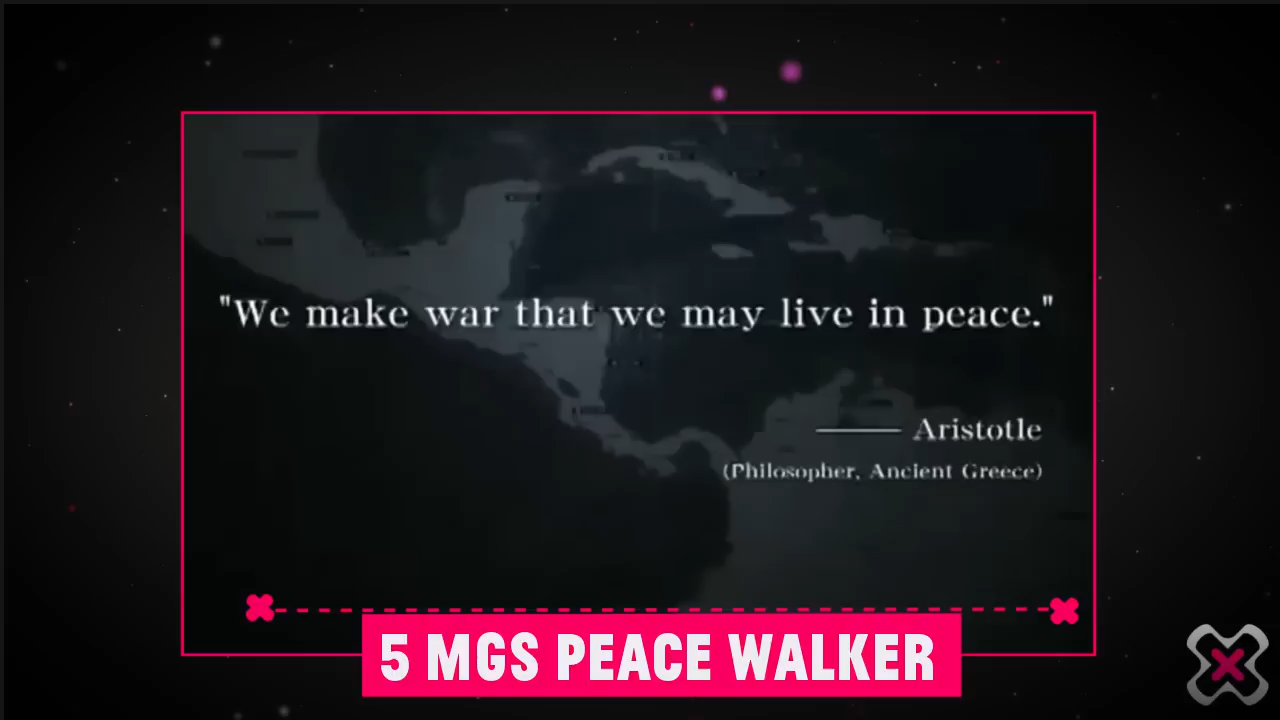 "We make war that we may live in peace."
Aristotle
(Philosopher, Ancient Greece)
5 MGS PEACE WALKER